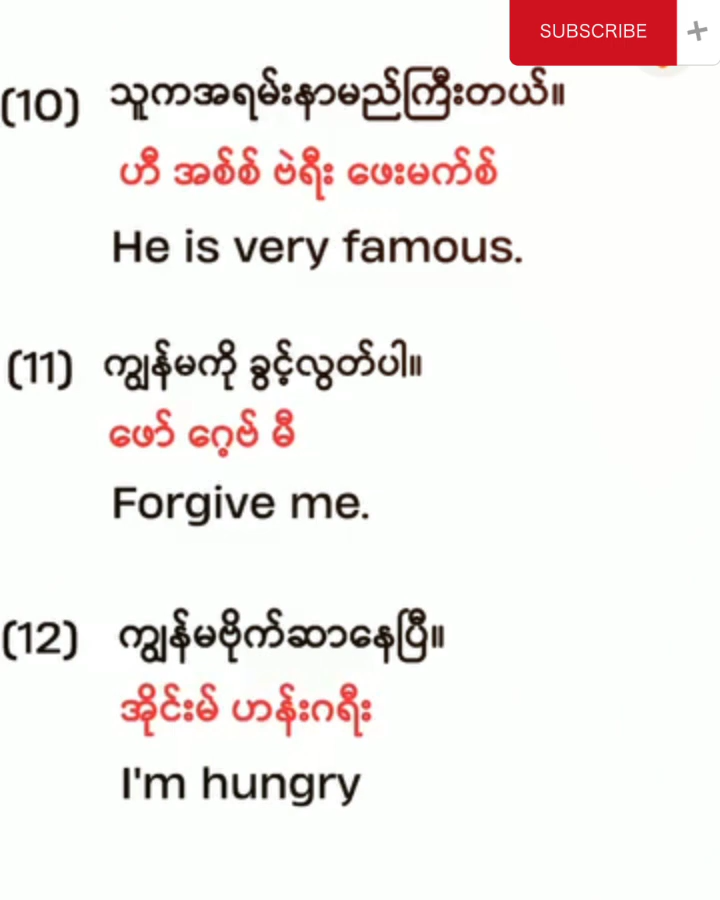 SUBSCRIBE +
(10) သူကအရမ်းနာမည်ကြီးတယ်။
ဟီ အစ်စ် ဗဲရီး ဖေးမက်စ်
He is very famous.
(11) ကျွန်မကို ခွင့်လွတ်ပါ။
ဖော် ဂေ့ဗ် မီ
Forgive me.
(12) ကျွန်မဗိုက်ဆာနေပြီ။
အိုင်းမ် ဟန်းဂရီး
I'm hungry